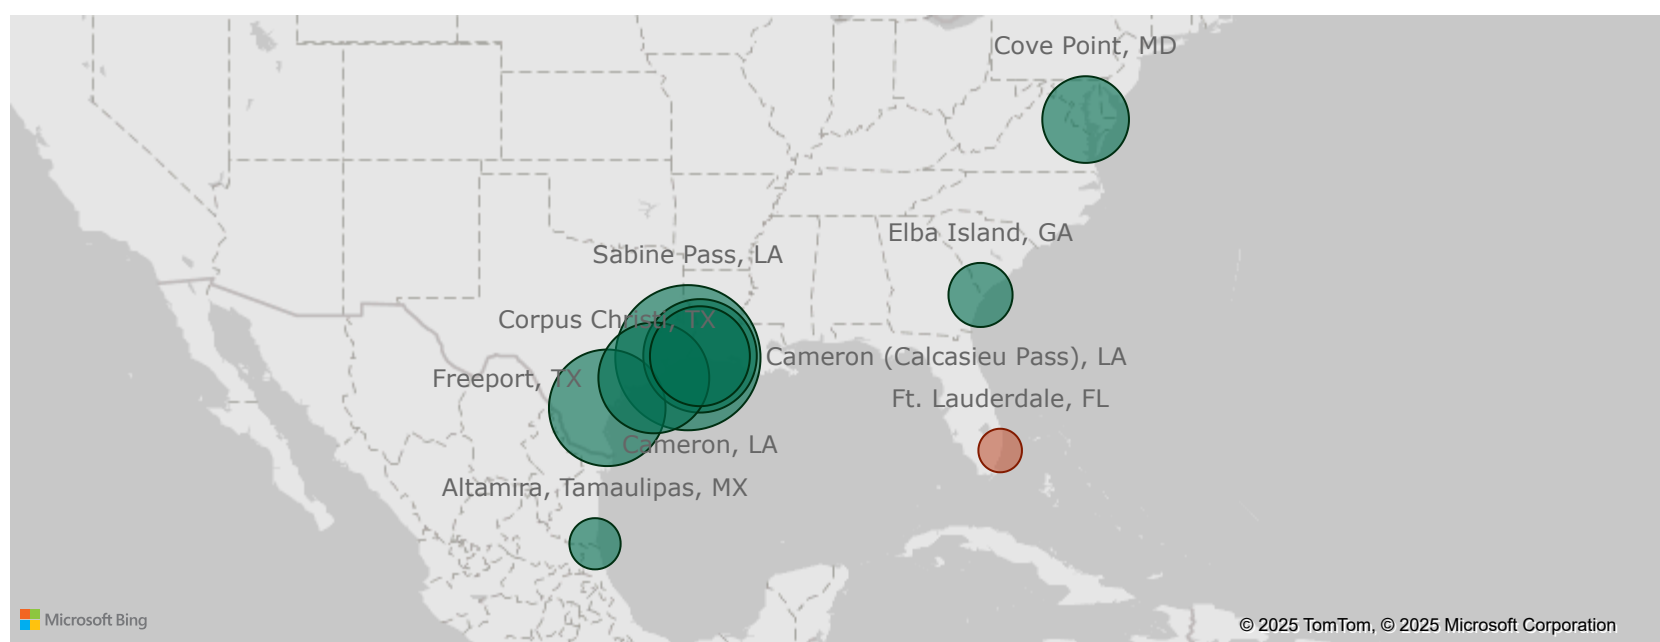 Cove Point, MD
Elba Island, GA
Sabine Pass, LA
Corpus Christi, TX
Cameron (Calcasieu Pass), LA
Freeport, TX
Ft. Lauderdale, FL
Cameron, LA
Altamira, Tamaulipas, MX
Microsoft Bing
© 2025 TomTom, © 2025 Microsoft Corporation